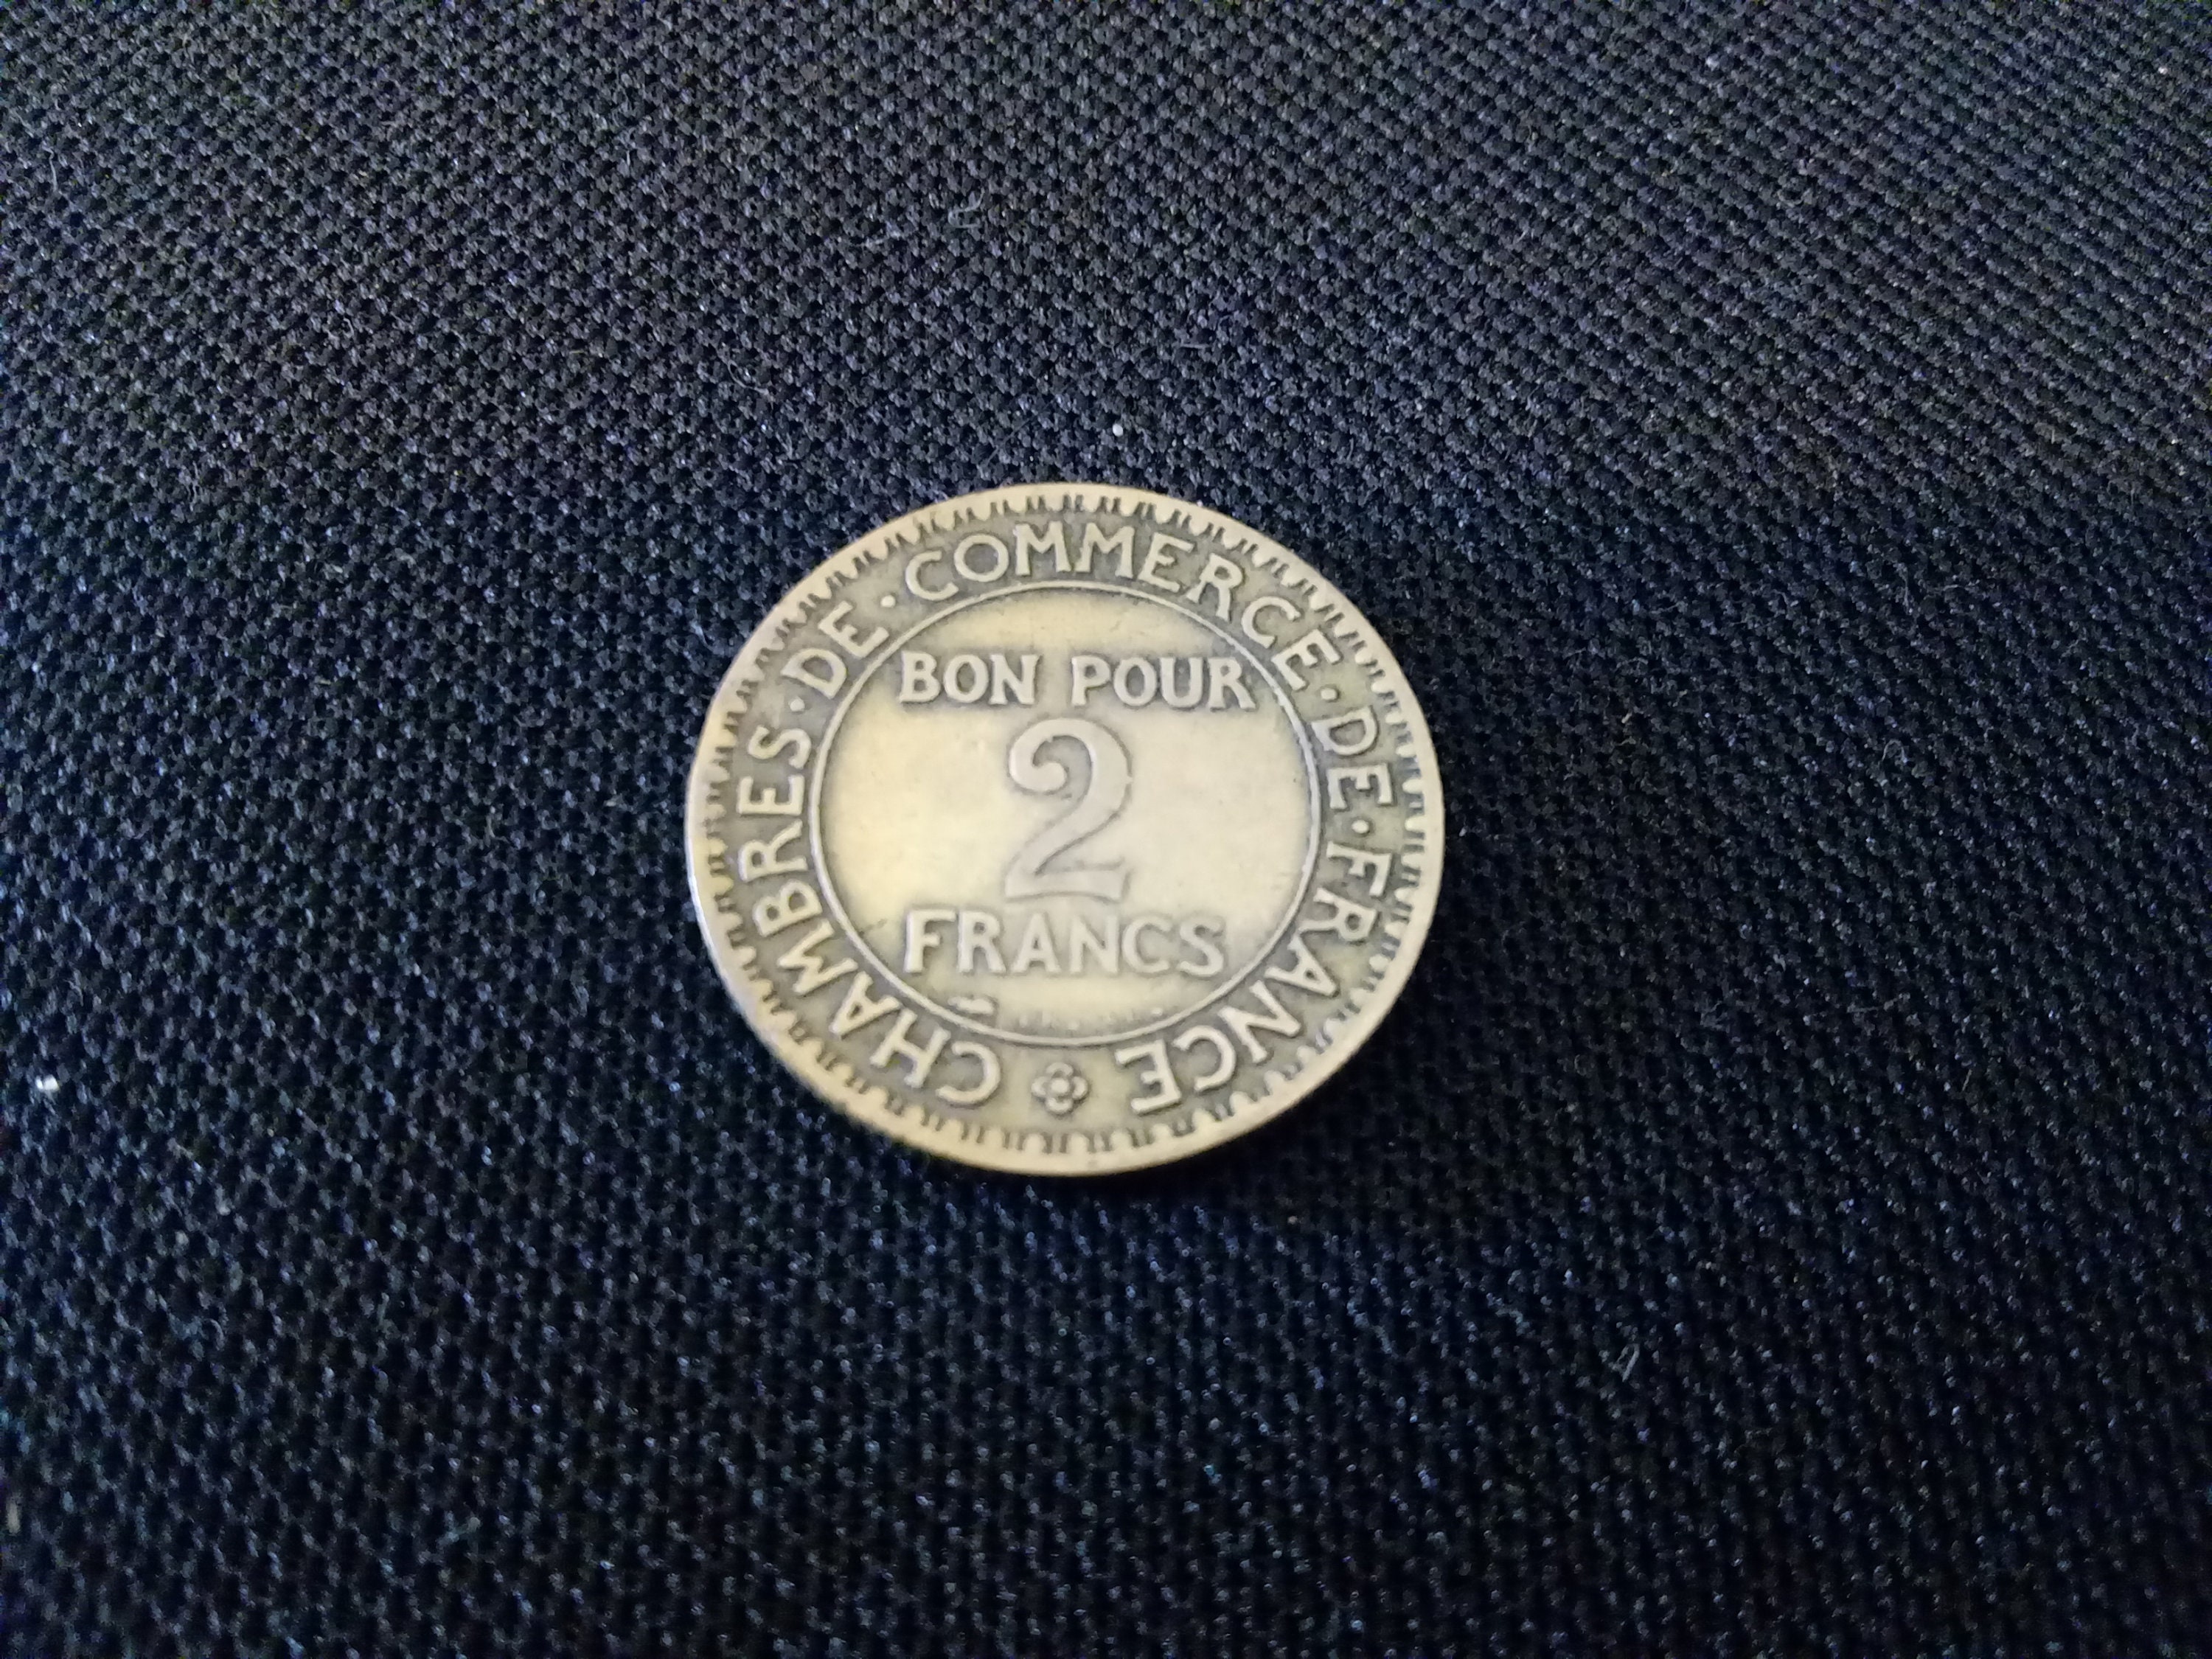 CHAMBRES·DE·COMMERCE·DE·FRANCE
BON POUR
2
FRANCS